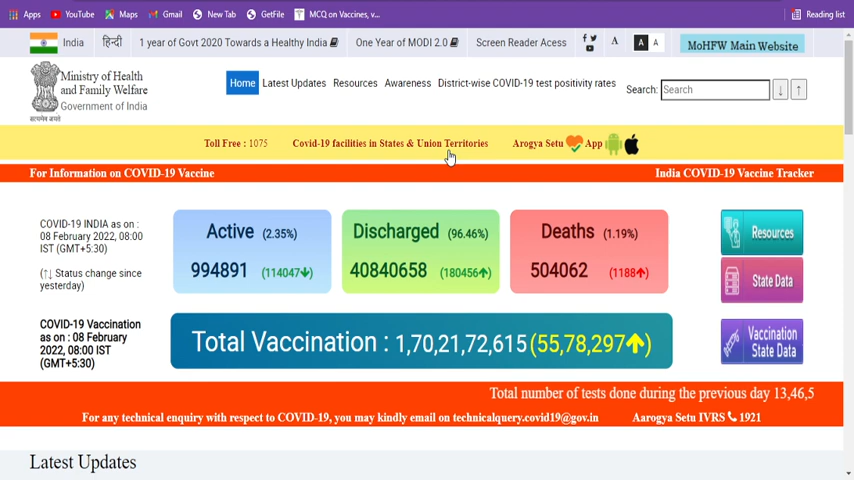 Apps YouTube Maps Gmail New Tab GetFile MCQ on Vaccines, v... Reading list
India हिन्दी 1 year of Govt 2020 Towards a Healthy India One Year of MODI 2.0 Screen Reader Acess A A A MoHFW Main Website
Ministry of Health
and Family Welfare
Government of India
सत्यमेव जयते
Home Latest Updates Resources Awareness District-wise COVID-19 test positivity rates Search: Search ↓ ↑
Toll Free : 1075 Covid-19 facilities in States & Union Territories Arogya Setu App
For Information on COVID-19 Vaccine India COVID-19 Vaccine Tracker
COVID-19 INDIA as on :
08 February 2022, 08:00
IST (GMT+5:30)
(↑↓ Status change since
yesterday)
Active (2.35%)
994891 (114047↓)
Discharged (96.46%)
40840658 (180456↑)
Deaths (1.19%)
504062 (1188↑)
Resources
State Data
COVID-19 Vaccination
as on : 08 February
2022, 08:00 IST
(GMT+5:30)
Total Vaccination : 1,70,21,72,615 (55,78,297↑)
Vaccination
State Data
Total number of tests done during the previous day 13,46,5
For any technical enquiry with respect to COVID-19, you may kindly email on technicalquery.covid19@gov.in Aarogya Setu IVRS 1921
Latest Updates